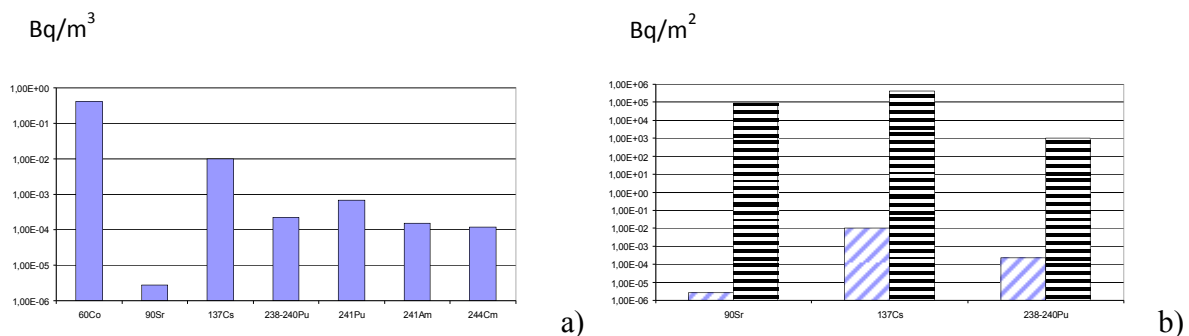 Bq/m³
1,00E+00
1,00E-01
1,00E-02
1,00E-03
1,00E-04
1,00E-05
1,00E-06
60Co 90Sr 137Cs 238-240Pu 241Pu 241Am 244Cm
a)
Bq/m²
1,00E+06
1,00E+05
1,00E+04
1,00E+03
1,00E+02
1,00E+01
1,00E+00
1,00E-01
1,00E-02
1,00E-03
1,00E-04
1,00E-05
1,00E-06
90Sr 137Cs 238-240Pu
b)